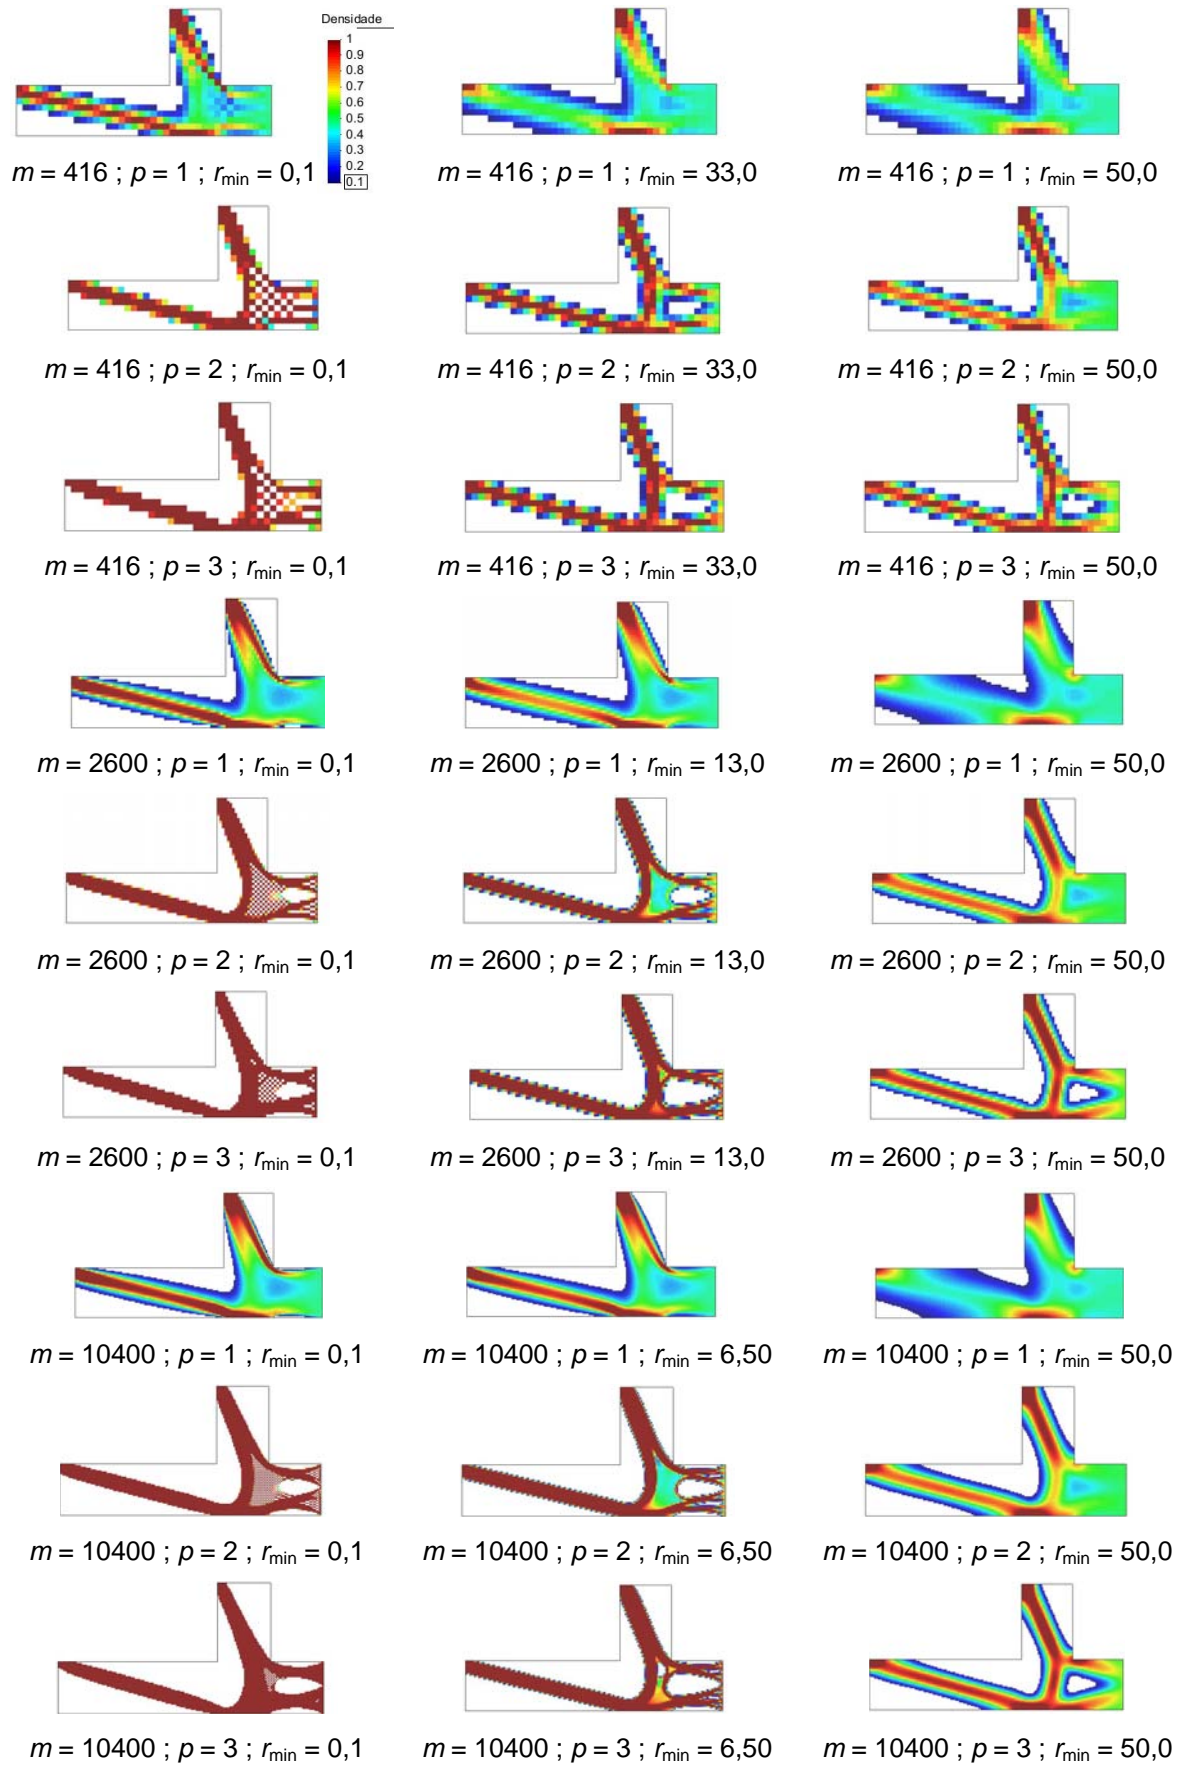 Densidade
1
0.9
0.8
0.7
0.6
0.5
0.4
0.3
0.2
0.1
m = 416 ; p = 1 ; rmin = 0,1
m = 416 ; p = 1 ; rmin = 33,0
m = 416 ; p = 1 ; rmin = 50,0
m = 416 ; p = 2 ; rmin = 0,1
m = 416 ; p = 2 ; rmin = 33,0
m = 416 ; p = 2 ; rmin = 50,0
m = 416 ; p = 3 ; rmin = 0,1
m = 416 ; p = 3 ; rmin = 33,0
m = 416 ; p = 3 ; rmin = 50,0
m = 2600 ; p = 1 ; rmin = 0,1
m = 2600 ; p = 1 ; rmin = 13,0
m = 2600 ; p = 1 ; rmin = 50,0
m = 2600 ; p = 2 ; rmin = 0,1
m = 2600 ; p = 2 ; rmin = 13,0
m = 2600 ; p = 2 ; rmin = 50,0
m = 2600 ; p = 3 ; rmin = 0,1
m = 2600 ; p = 3 ; rmin = 13,0
m = 2600 ; p = 3 ; rmin = 50,0
m = 10400 ; p = 1 ; rmin = 0,1
m = 10400 ; p = 1 ; rmin = 6,50
m = 10400 ; p = 1 ; rmin = 50,0
m = 10400 ; p = 2 ; rmin = 0,1
m = 10400 ; p = 2 ; rmin = 6,50
m = 10400 ; p = 2 ; rmin = 50,0
m = 10400 ; p = 3 ; rmin = 0,1
m = 10400 ; p = 3 ; rmin = 6,50
m = 10400 ; p = 3 ; rmin = 50,0